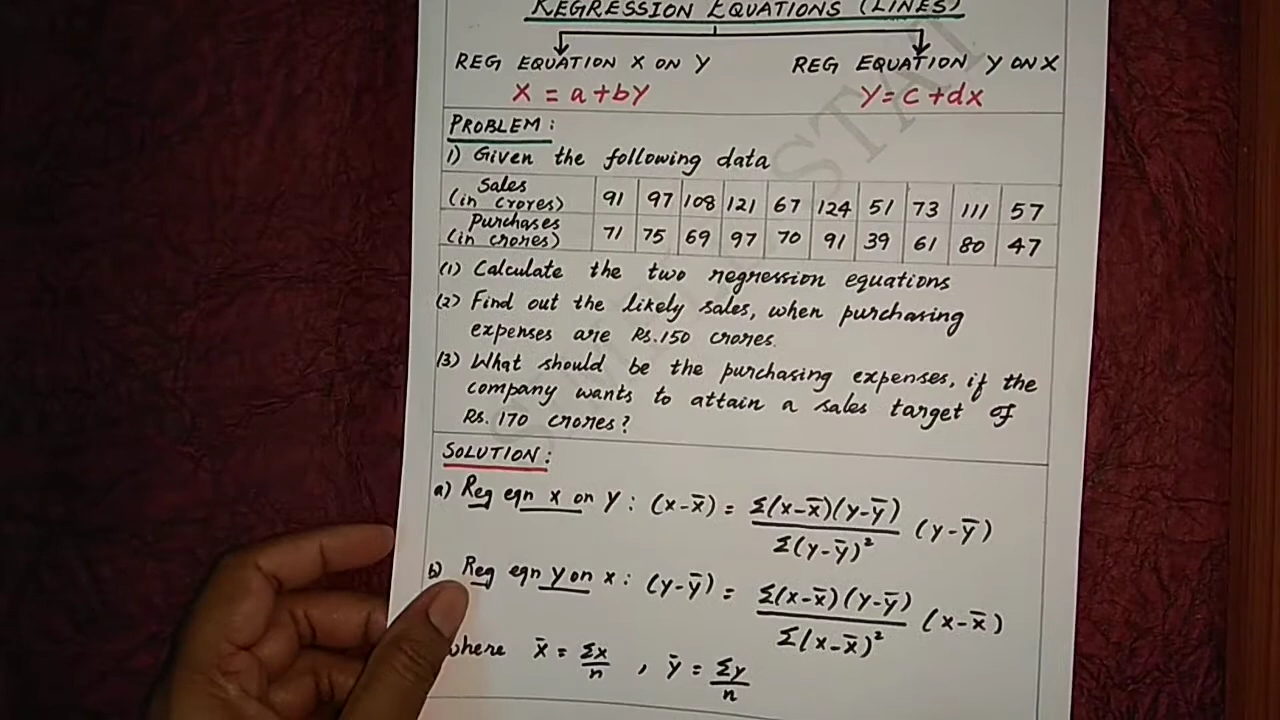 REGRESSION EQUATIONS (LINES)
REG EQUATION X ON Y
REG EQUATION Y ON X
X = a+bY
Y = c+dX
PROBLEM:
1) Given the following data
Sales (in crores) 91 97 108 121 67 124 51 73 111 57
Purchases (in crores) 71 75 69 97 70 91 39 61 80 47
(1) Calculate the two regression equations
(2) Find out the likely sales, when purchasing
expenses are Rs.150 crores.
(3) What should be the purchasing expenses, if the
company wants to attain a sales target of
Rs. 170 crores?
SOLUTION:
a) Reg eqn x on y : (x-x̄) = Σ(x-x̄)(y-ȳ) / Σ(y-ȳ)² (y-ȳ)
b) Reg eqn y on x : (y-ȳ) = Σ(x-x̄)(y-ȳ) / Σ(x-x̄)² (x-x̄)
where x̄ = Σx/n , ȳ = Σy/n